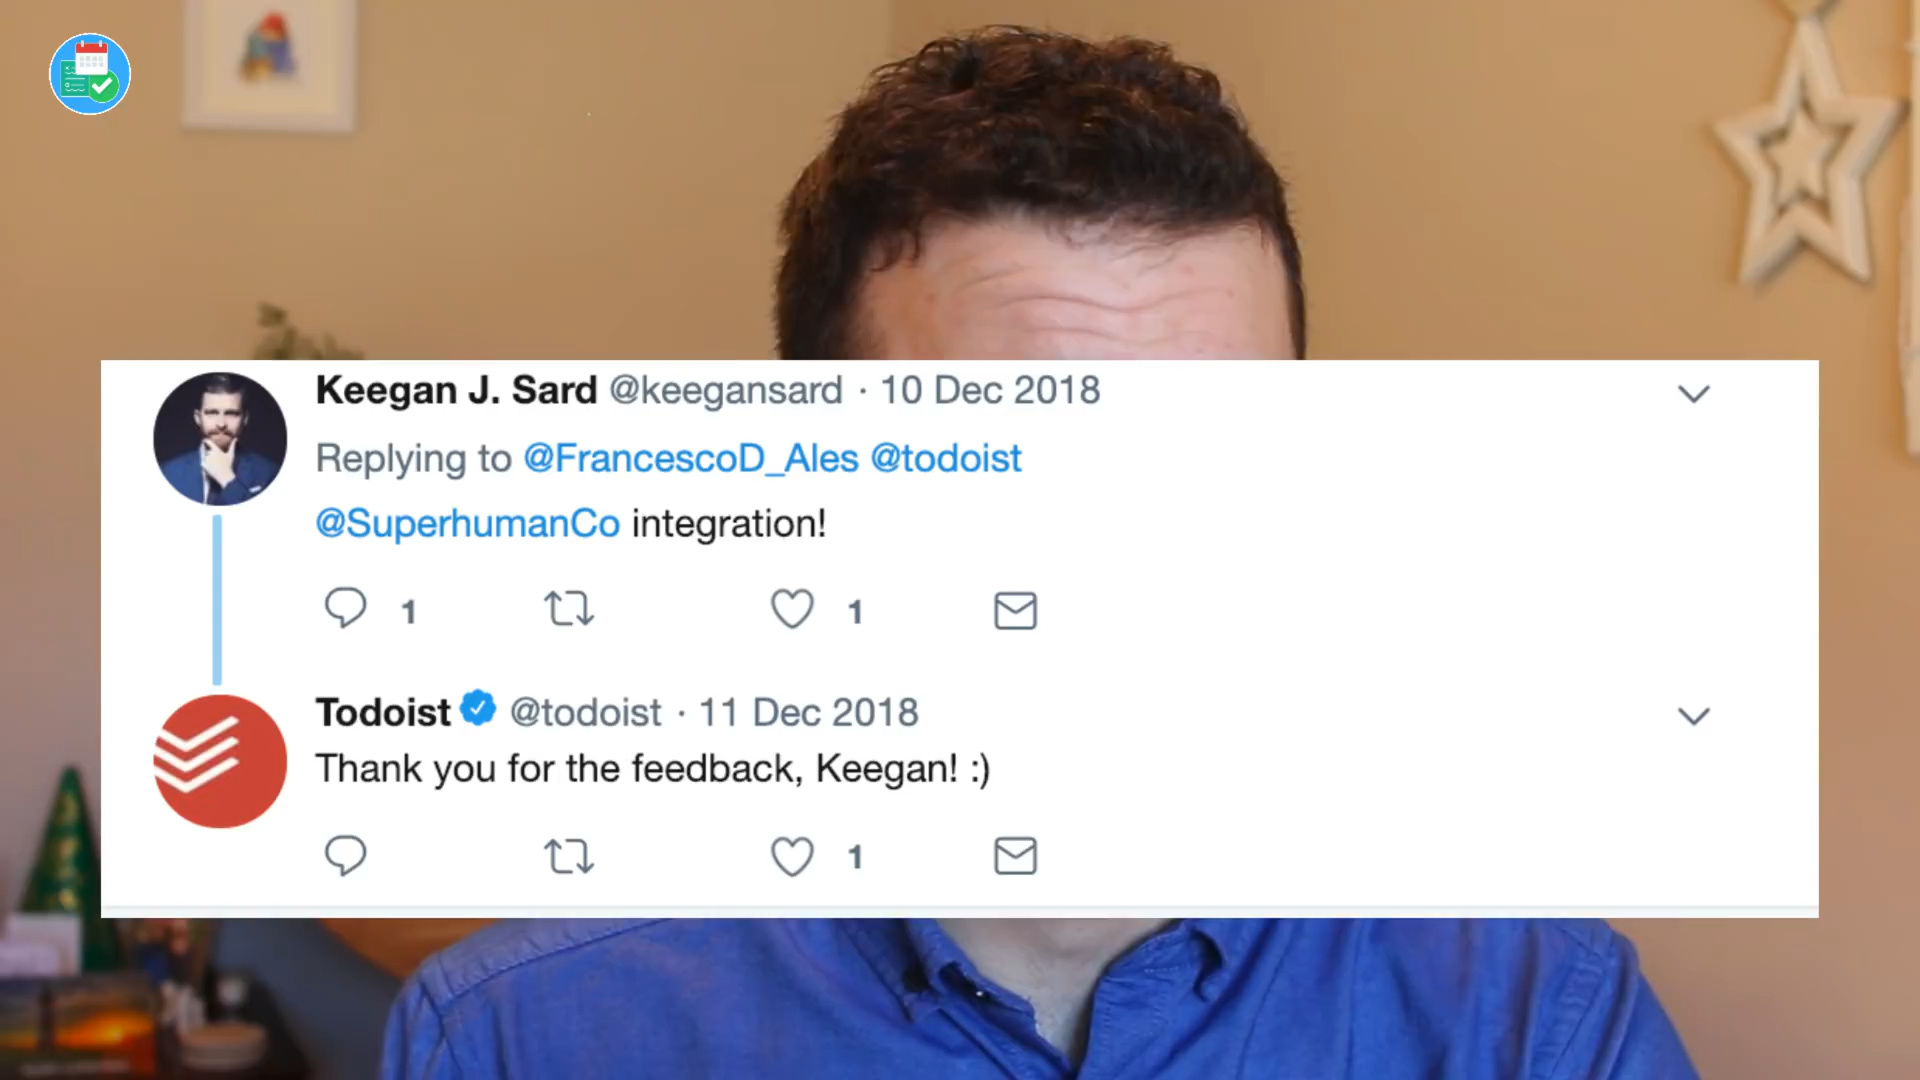 Keegan J. Sard @keegansard · 10 Dec 2018
Replying to @FrancescoD_Ales @todoist
@SuperhumanCo integration!
1 1
Todoist @todoist · 11 Dec 2018
Thank you for the feedback, Keegan! :)
1